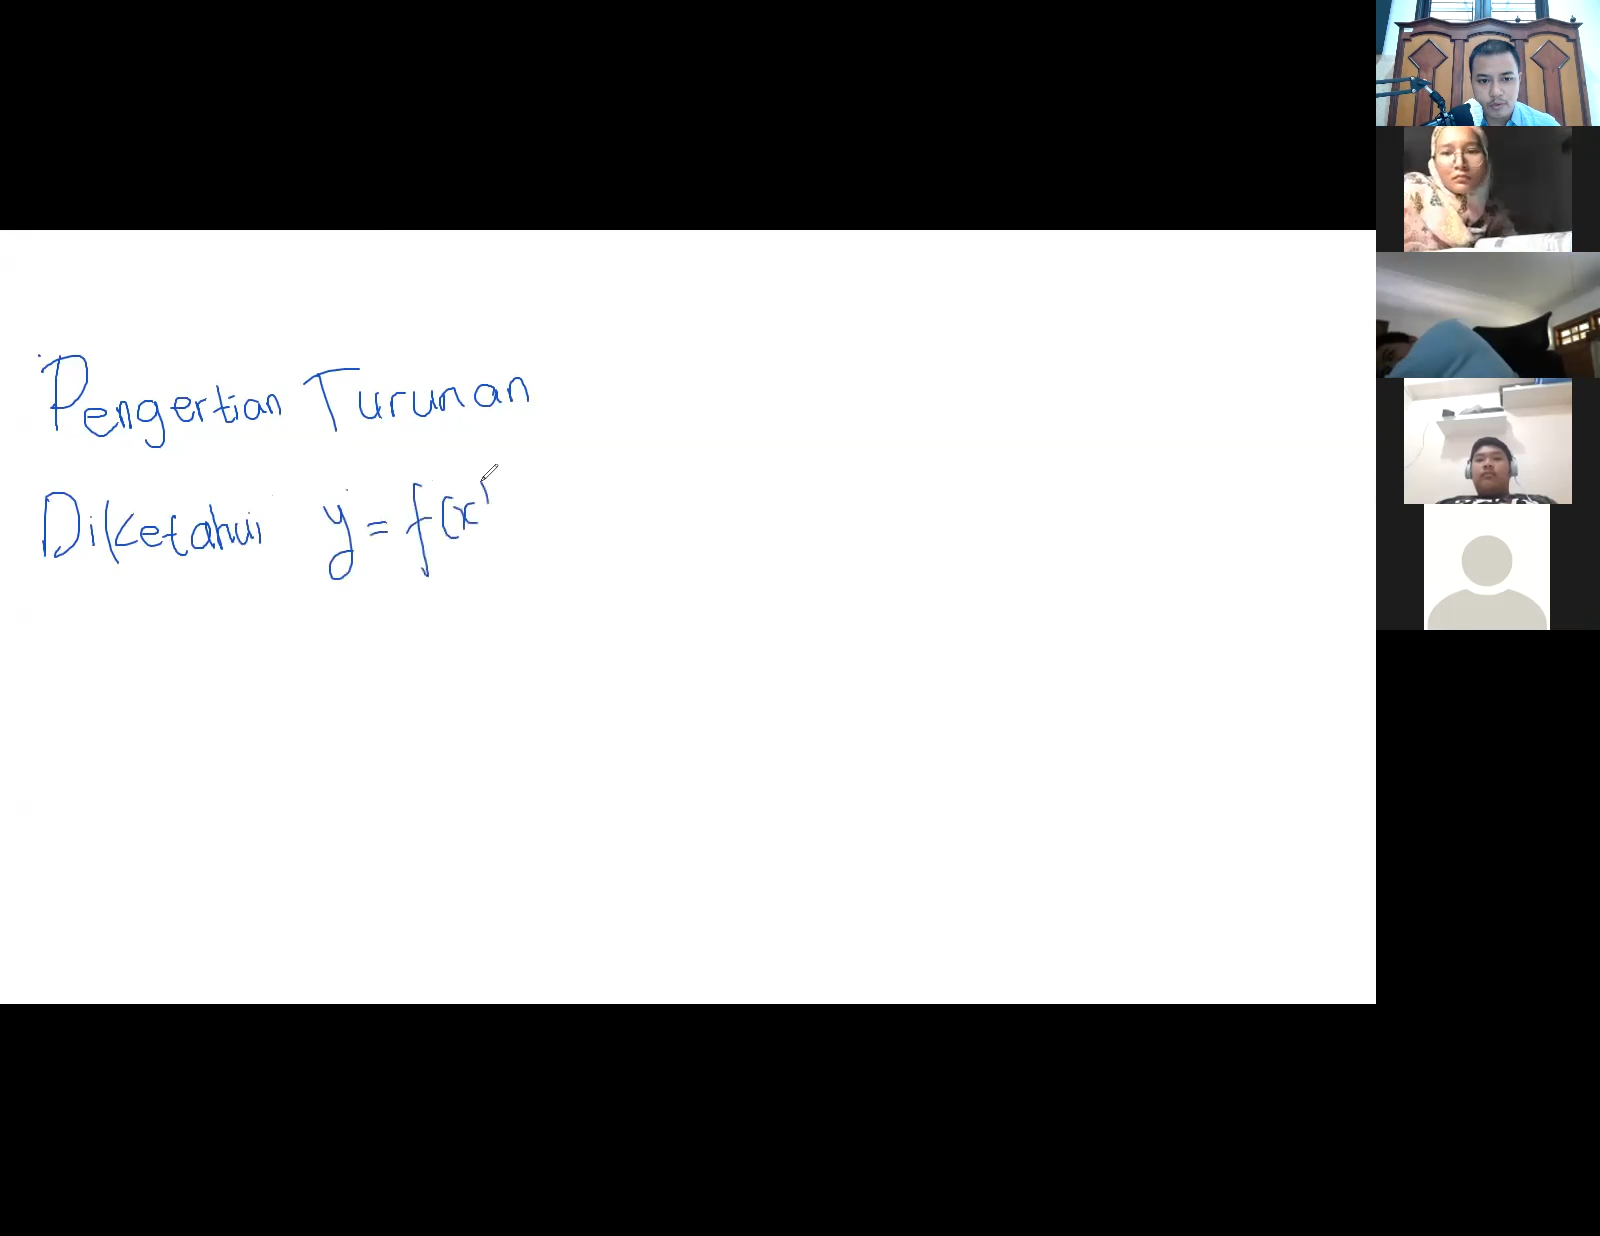 Pengertian Turunan
Diketahui y = f(x)